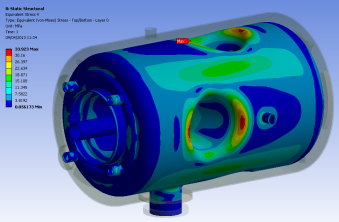 B: Static Structural
Equivalent Stress 4
Type: Equivalent (von-Mises) Stress - Top/Bottom - Layer 0
Unit: MPa
Time: 1
33.923 Max
30.16
26.397
22.634
18.871
15.108
11.345
7.5822
3.8192
0.056173 Min
Max